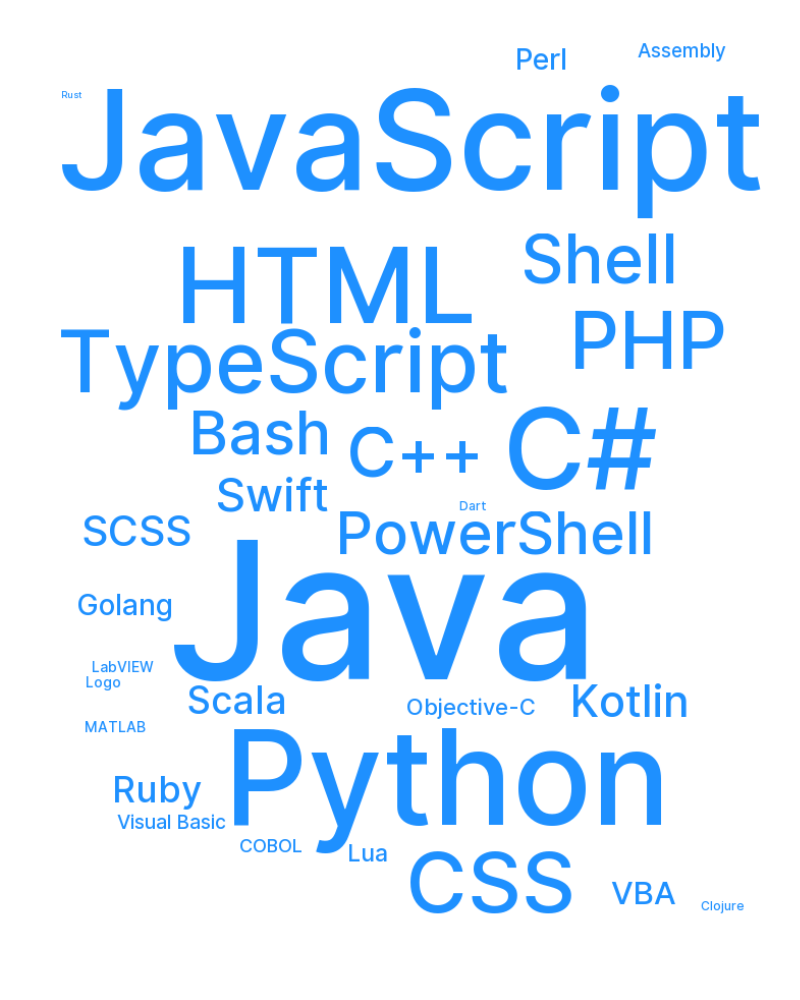 Perl
Assembly
Rust
JavaScript
HTML
Shell
TypeScript
PHP
Bash
C++
C#
Swift
Dart
SCSS
PowerShell
Java
Golang
LabVIEW
Logo
Scala
Objective-C
Kotlin
MATLAB
Python
Ruby
Visual Basic
COBOL
Lua
CSS
VBA
Clojure